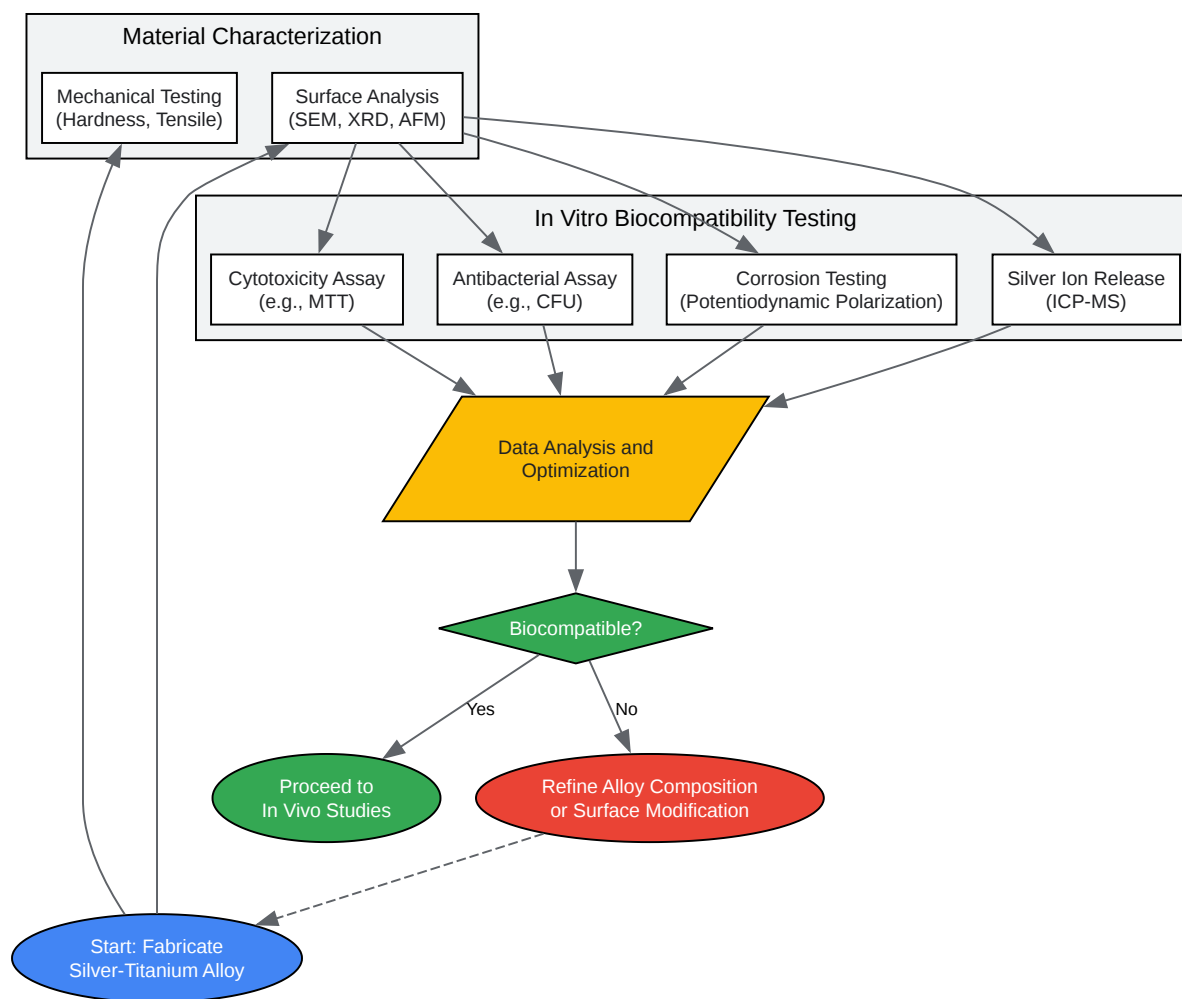 Material Characterization
Mechanical Testing
(Hardness, Tensile)
Surface Analysis
(SEM, XRD, AFM)
In Vitro Biocompatibility Testing
Cytotoxicity Assay
(e.g., MTT)
Antibacterial Assay
(e.g., CFU)
Corrosion Testing
(Potentiodynamic Polarization)
Silver Ion Release
(ICP-MS)
Data Analysis and
Optimization
Biocompatible?
Yes
No
Proceed to
In Vivo Studies
Refine Alloy Composition
or Surface Modification
Start: Fabricate
Silver-Titanium Alloy